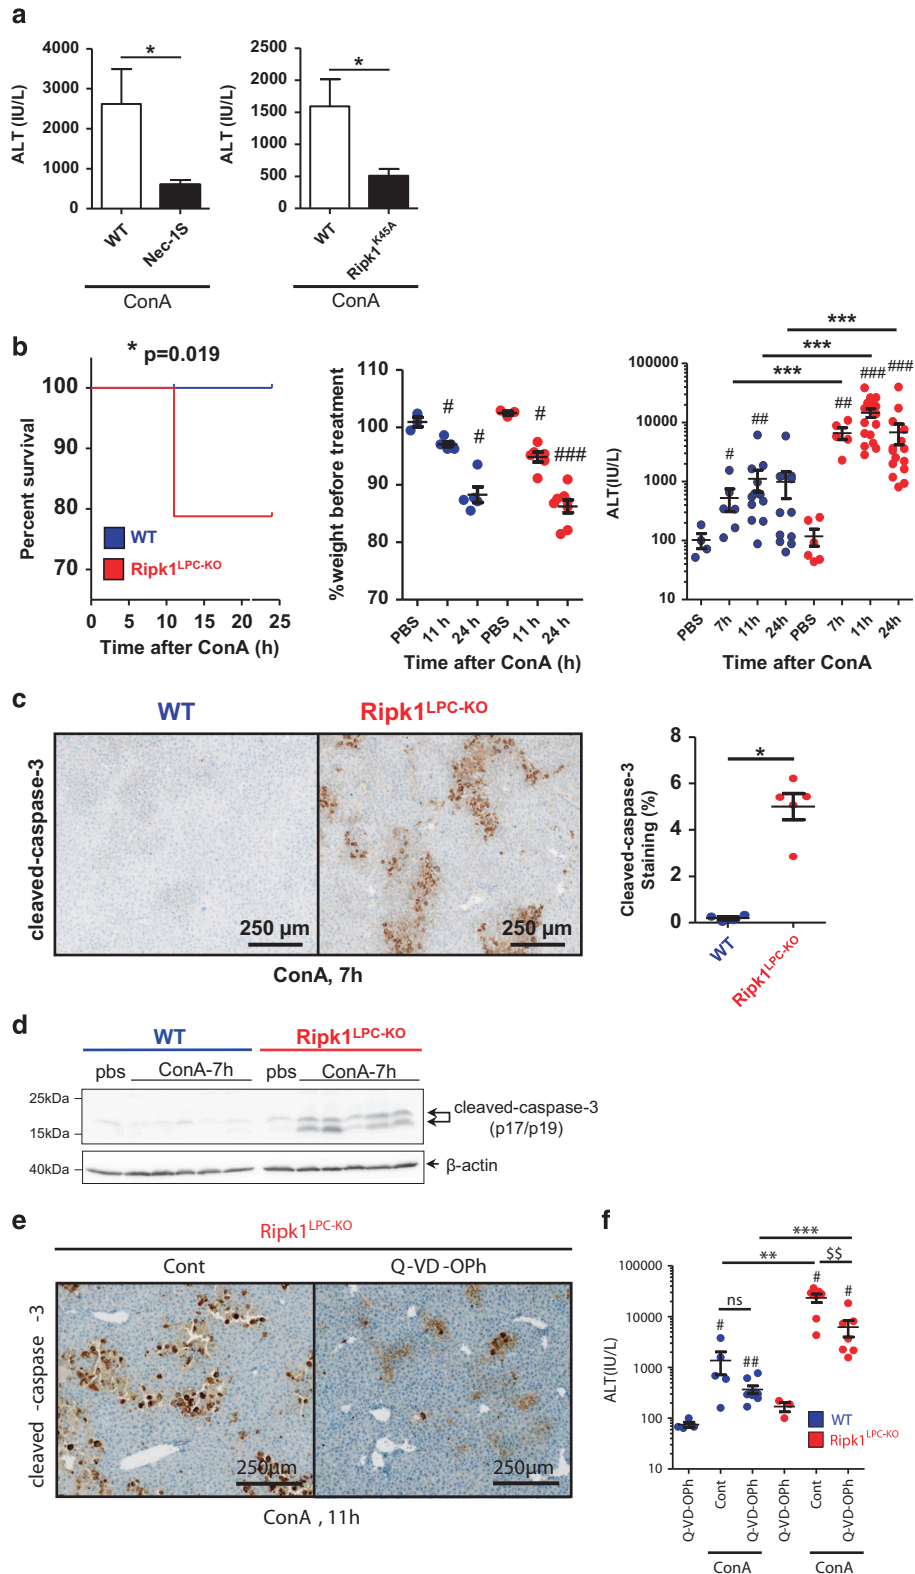 a
ALT (IU/L)
4000
3000
2000
1000
0
*
WT
Nec-1S
ConA
ALT (IU/L)
2500
2000
1500
1000
500
0
*
WT
Ripk1K45A
ConA
b
* p=0.019
Percent survival
100
90
80
70
WT
Ripk1LPC-KO
0 5 10 15 20 25
Time after ConA (h)
%weight before treatment
110
100
90
80
70
# # # ###
PBS 11 h 24 h PBS 11 h 24 h
Time after ConA (h)
ALT(IU/L)
100000
10000
1000
100
10
***
***
***
# ## ## ### ###
PBS 7h 11h 24h PBS 7h 11h 24h
Time after ConA
c
WT Ripk1LPC-KO
cleaved-caspase-3
250 µm 250 µm
ConA, 7h
Cleaved-caspase-3
Staining (%)
8
6
4
2
0
*
WT
Ripk1LPC-KO
d
WT Ripk1LPC-KO
pbs ConA-7h pbs ConA-7h
25kDa
15kDa
cleaved-caspase-3
(p17/p19)
40kDa
β-actin
e
Ripk1LPC-KO
Cont Q-VD-OPh
cleaved -caspase -3
250µm 250µm
ConA , 11h
f
ALT(IU/L)
100000
10000
1000
100
10
***
** $$
ns
# ## # #
WT
Ripk1LPC-KO
Q-VD-OPh Cont Q-VD-OPh Q-VD-OPh Cont Q-VD-OPh
ConA ConA